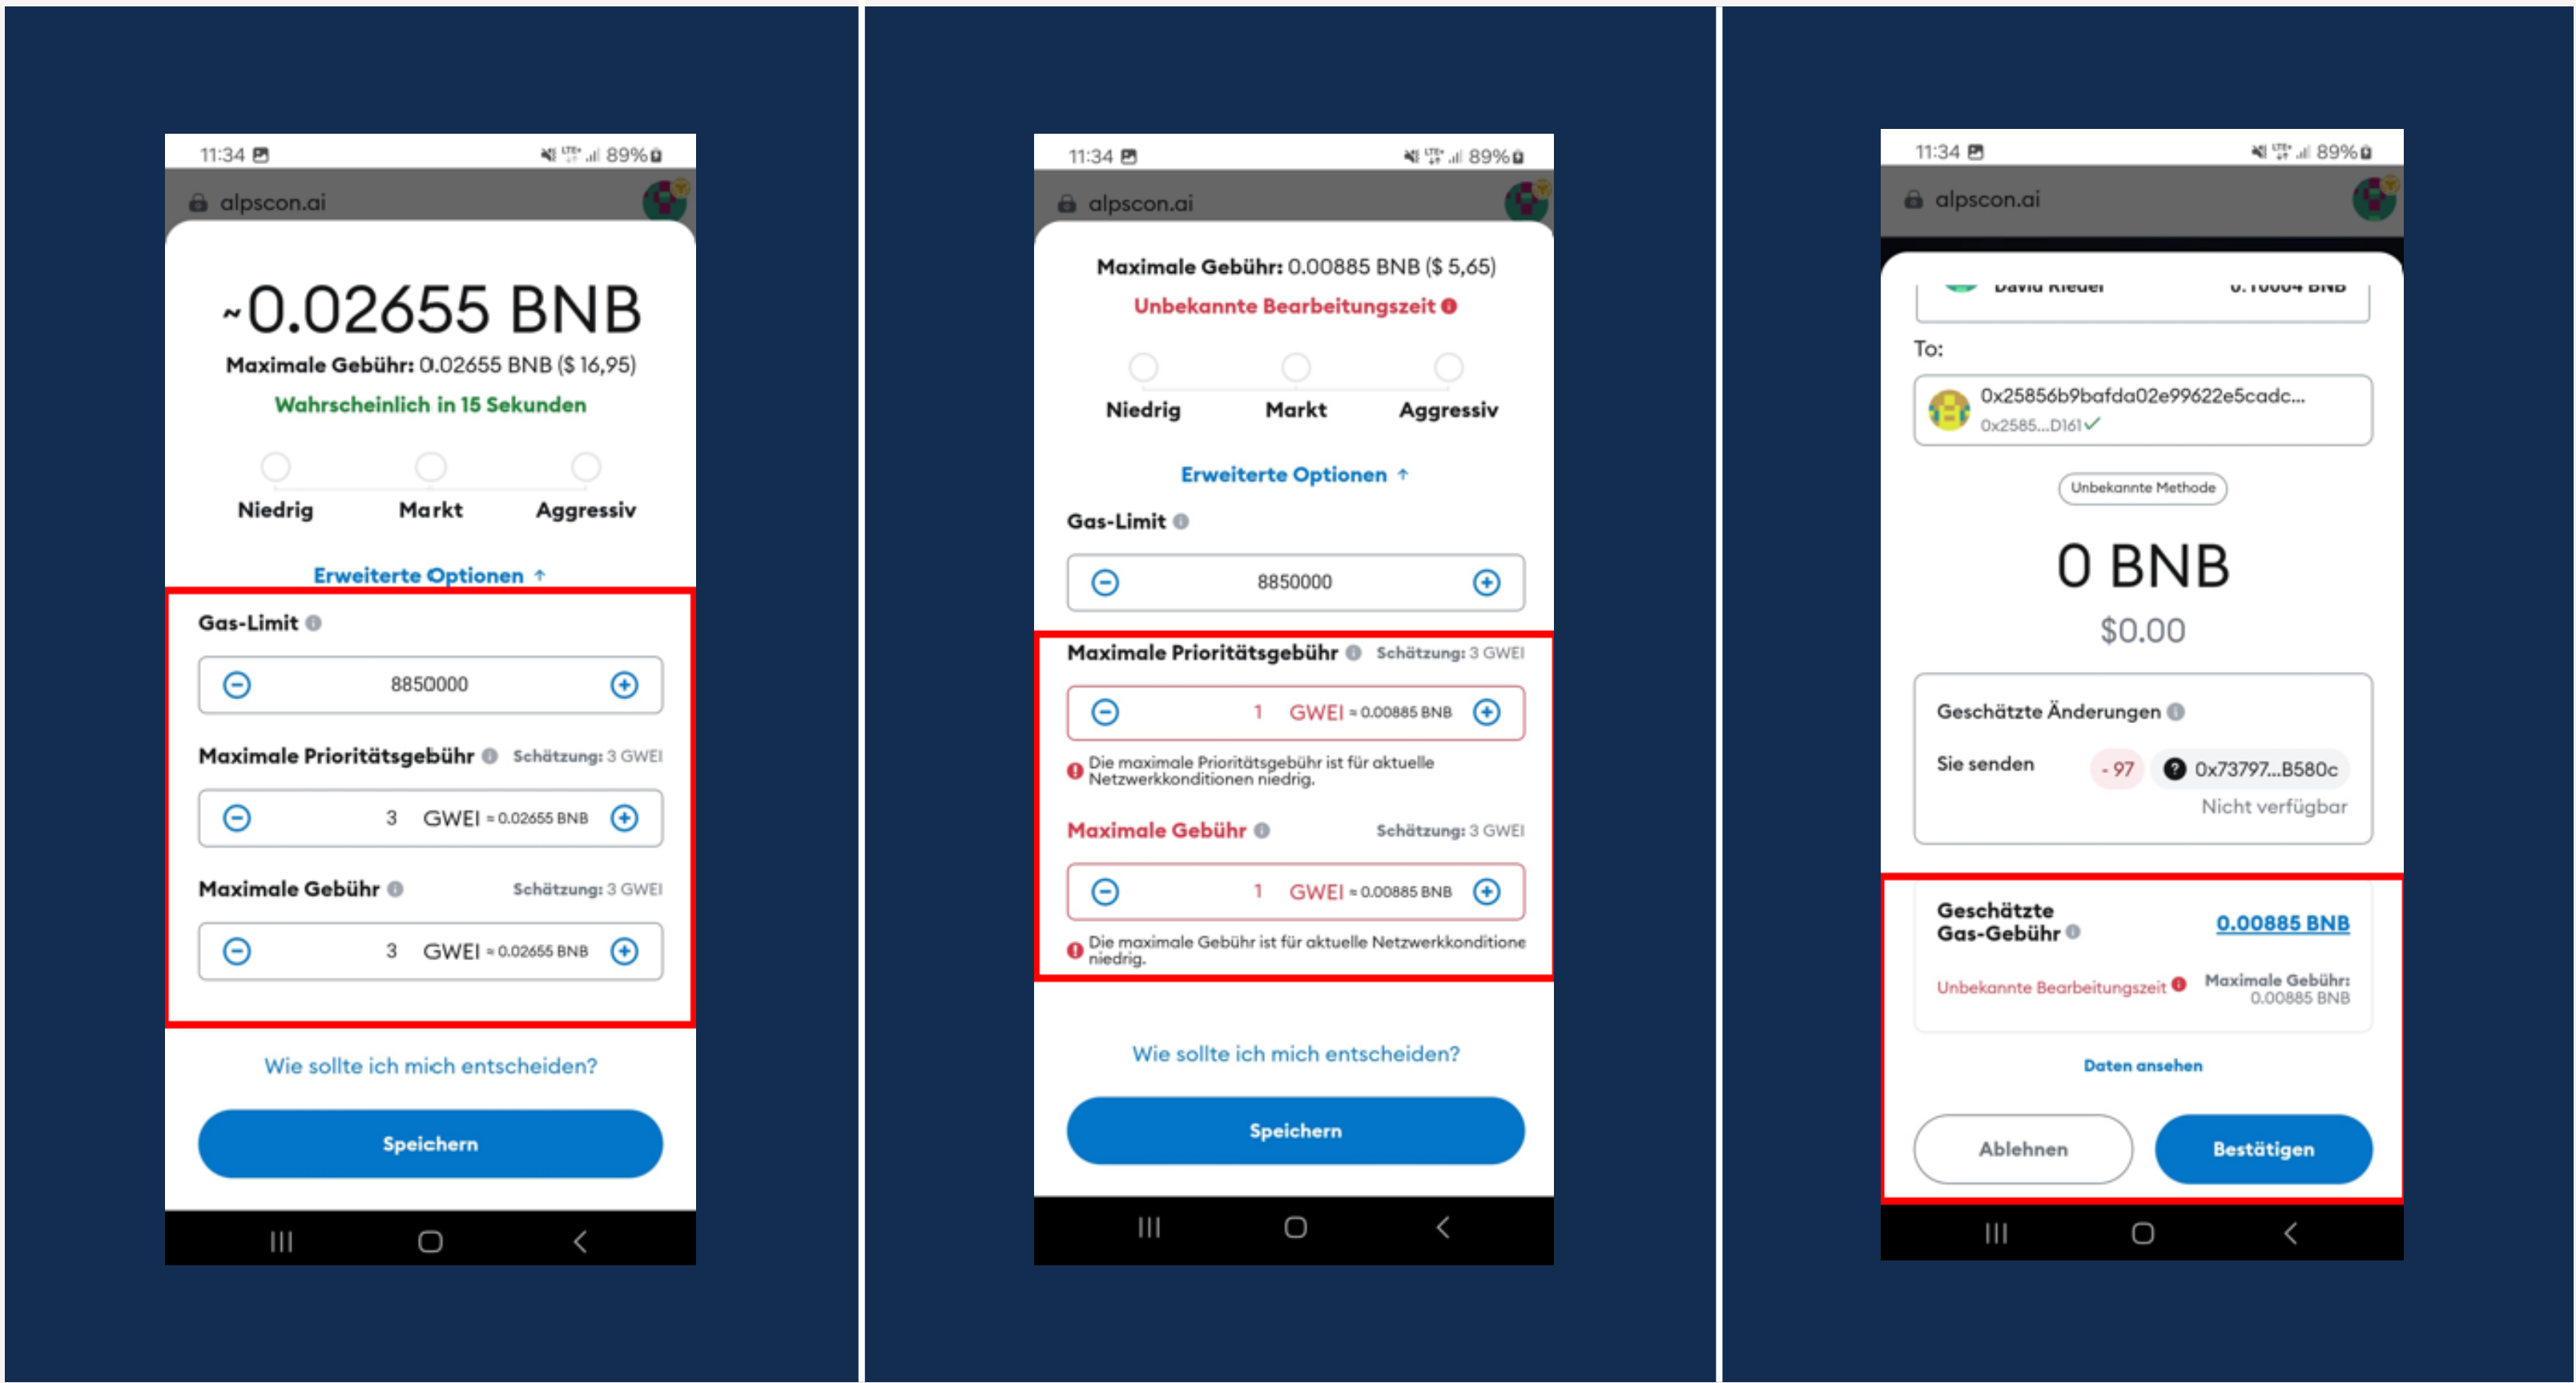 11:34
LTE+
89%
alpscon.ai
~0.02655 BNB
Maximale Gebühr: 0.02655 BNB ($ 16,95)
Wahrscheinlich in 15 Sekunden
Niedrig Markt Aggressiv
Erweiterte Optionen ↑
Gas-Limit
8850000
Maximale Prioritätsgebühr Schätzung: 3 GWEI
3 GWEI ≈ 0.02655 BNB
Maximale Gebühr Schätzung: 3 GWEI
3 GWEI ≈ 0.02655 BNB
Wie sollte ich mich entscheiden?
Speichern
11:34
LTE+
89%
alpscon.ai
Maximale Gebühr: 0.00885 BNB ($ 5,65)
Unbekannte Bearbeitungszeit
Niedrig Markt Aggressiv
Erweiterte Optionen ↑
Gas-Limit
8850000
Maximale Prioritätsgebühr Schätzung: 3 GWEI
1 GWEI ≈ 0.00885 BNB
Die maximale Prioritätsgebühr ist für aktuelle
Netzwerkkonditionen niedrig.
Maximale Gebühr Schätzung: 3 GWEI
1 GWEI ≈ 0.00885 BNB
Die maximale Gebühr ist für aktuelle Netzwerkkonditione
niedrig.
Wie sollte ich mich entscheiden?
Speichern
11:34
LTE+
89%
alpscon.ai
David Rieder 0.10004 BNB
To:
0x25856b9bafda02e99622e5cadc...
0x2585...D161
Unbekannte Methode
0 BNB
$0.00
Geschätzte Änderungen
Sie senden - 97 0x73797...B580c
Nicht verfügbar
Geschätzte
Gas-Gebühr
0.00885 BNB
Unbekannte Bearbeitungszeit
Maximale Gebühr:
0.00885 BNB
Daten ansehen
Ablehnen Bestätigen